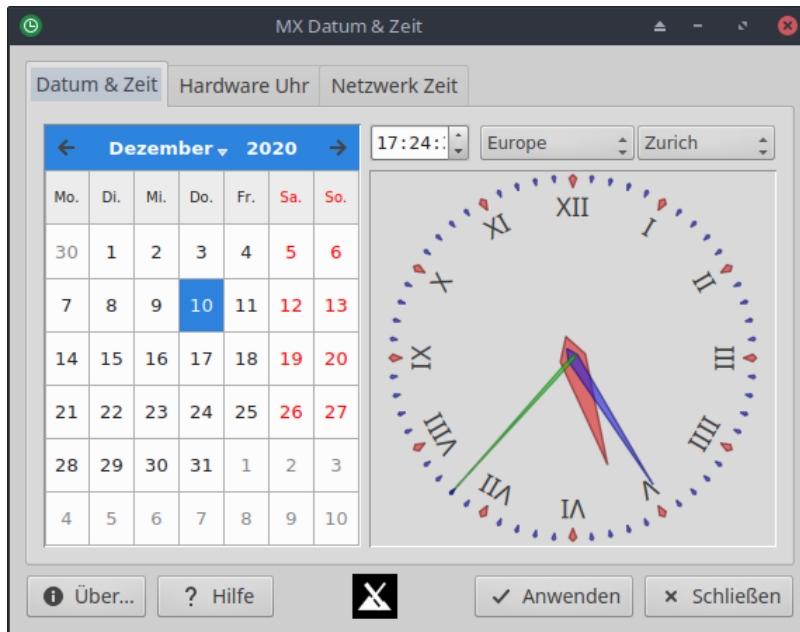 MX Datum & Zeit
Datum & Zeit Hardware Uhr Netzwerk Zeit
Dezember 2020
17:24: Europe Zurich
Mo. Di. Mi. Do. Fr. Sa. So.
30 1 2 3 4 5 6
7 8 9 10 11 12 13
14 15 16 17 18 19 20
21 22 23 24 25 26 27
28 29 30 31 1 2 3
4 5 6 7 8 9 10
XII
I
II
III
IIII
V
VI
VII
VIII
IX
X
XI
Über... ? Hilfe Anwenden Schließen